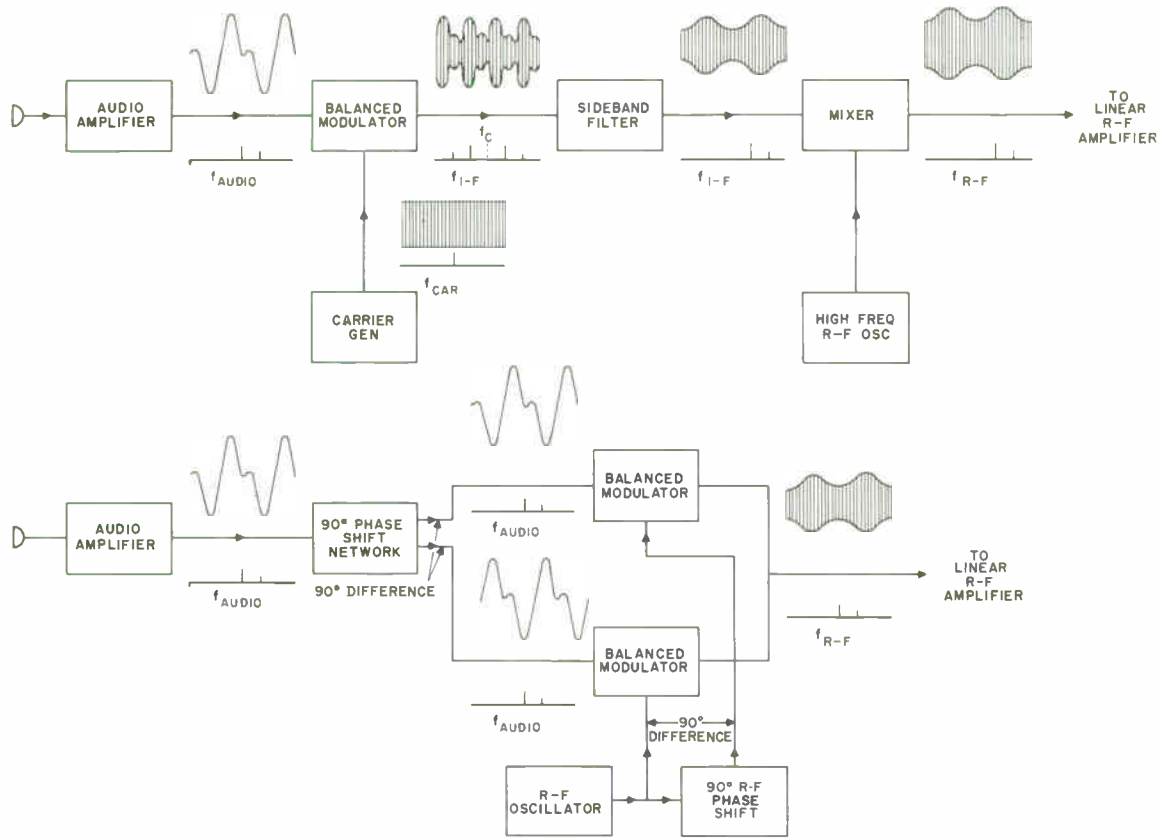 AUDIO
AMPLIFIER
f AUDIO
BALANCED
MODULATOR
f C
f I-F
f CAR
CARRIER
GEN
SIDEBAND
FILTER
f I-F
MIXER
f R-F
HIGH FREQ
R-F OSC
TO
LINEAR
R-F
AMPLIFIER
AUDIO
AMPLIFIER
f AUDIO
90° PHASE
SHIFT
NETWORK
90° DIFFERENCE
f AUDIO
BALANCED
MODULATOR
f AUDIO
BALANCED
MODULATOR
90°
DIFFERENCE
R-F
OSCILLATOR
90° R-F
PHASE
SHIFT
f R-F
TO
LINEAR
R-F
AMPLIFIER